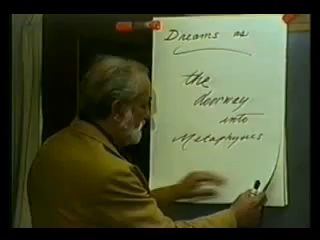 Dreams as
the
doorway
into
Metaphysics